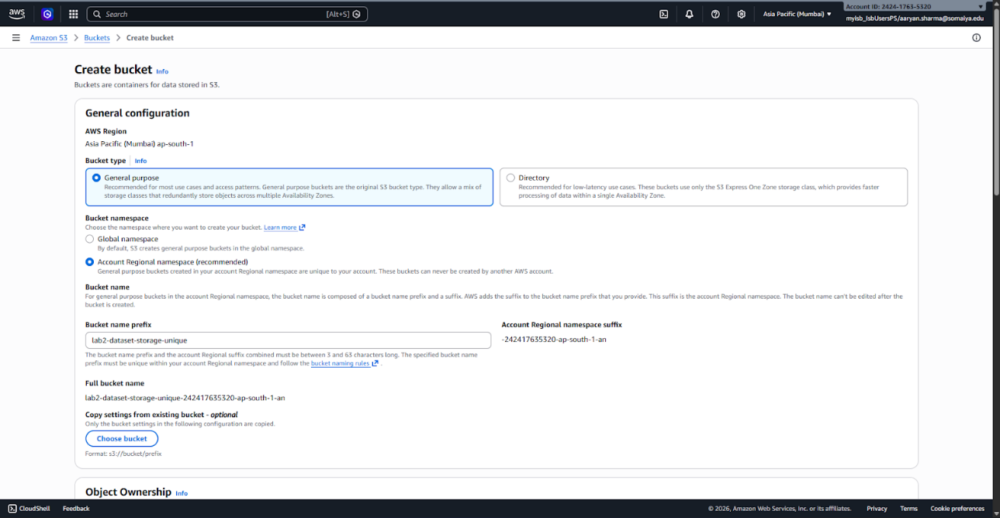 aws
Search
[Alt+S]
Asia Pacific (Mumbai) ▼
Account ID: 2424-1763-5320
myisb_IsbUsersPS/aaryan.sharma@somaiya.edu
Amazon S3 > Buckets > Create bucket
Create bucket Info
Buckets are containers for data stored in S3.
General configuration
AWS Region
Asia Pacific (Mumbai) ap-south-1
Bucket type Info
General purpose
Recommended for most use cases and access patterns. General purpose buckets are the original S3 bucket type. They allow a mix of
storage classes that redundantly store objects across multiple Availability Zones.
Directory
Recommended for low-latency use cases. These buckets use only the S3 Express One Zone storage class, which provides faster
processing of data within a single Availability Zone.
Bucket namespace
Choose the namespace where you want to create your bucket. Learn more
Global namespace
By default, S3 creates general purpose buckets in the global namespace.
Account Regional namespace (recommended)
General purpose buckets created in your account Regional namespace are unique to your account. These buckets can never be created by another AWS account.
Bucket name
For general purpose buckets in the account Regional namespace, the bucket name is composed of a bucket name prefix and a suffix. AWS adds the suffix to the bucket name prefix that you provide. This suffix is the account Regional namespace. The bucket name can't be edited after the
bucket is created.
Bucket name prefix
lab2-dataset-storage-unique
The bucket name prefix and the account Regional suffix combined must be between 3 and 63 characters long. The specified bucket name
prefix must be unique within your account Regional namespace and follow the bucket naming rules .
Account Regional namespace suffix
-242417635320-ap-south-1-an
Full bucket name
lab2-dataset-storage-unique-242417635320-ap-south-1-an
Copy settings from existing bucket - optional
Only the bucket settings in the following configuration are copied.
Choose bucket
Format: s3://bucket/prefix
Object Ownership Info
CloudShell Feedback
© 2026, Amazon Web Services, Inc. or its affiliates. Privacy Terms Cookie preferences